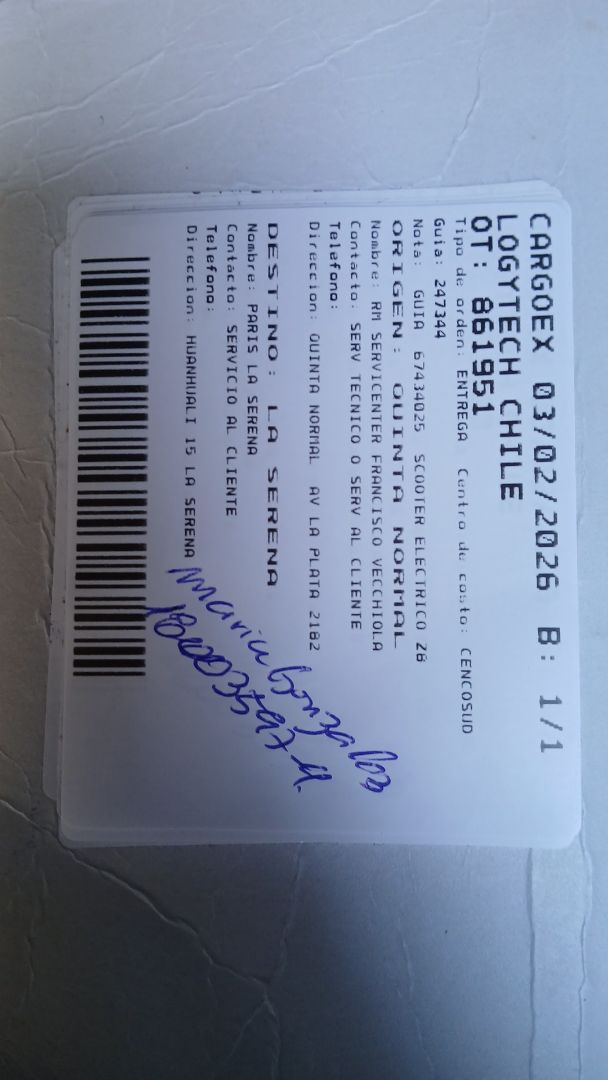 CARGOEX 03/02/2026 B: 1/1
LOGYTECH CHILE
OT: 861951
Tipo de orden: ENTREGA Centro de costo: CENCOSUD
Guia: 247344
Nota: GUIA 67434025 SCOOTER ELECTRICO 26
ORIGEN: QUINTA NORMAL
Nombre: RM SERVICENTER FRANCISCO VECCHIOLA
Contacto: SERV TECNICO O SERV AL CLIENTE
Telefono:
Direccion: QUINTA NORMAL AV LA PLATA 2182
DESTINO: LA SERENA
Nombre: PARIS LA SERENA
Contacto: SERVICIO AL CLIENTE
Telefono:
Direccion: HUANHUALI 15 LA SERENA
Maria Gonzalez